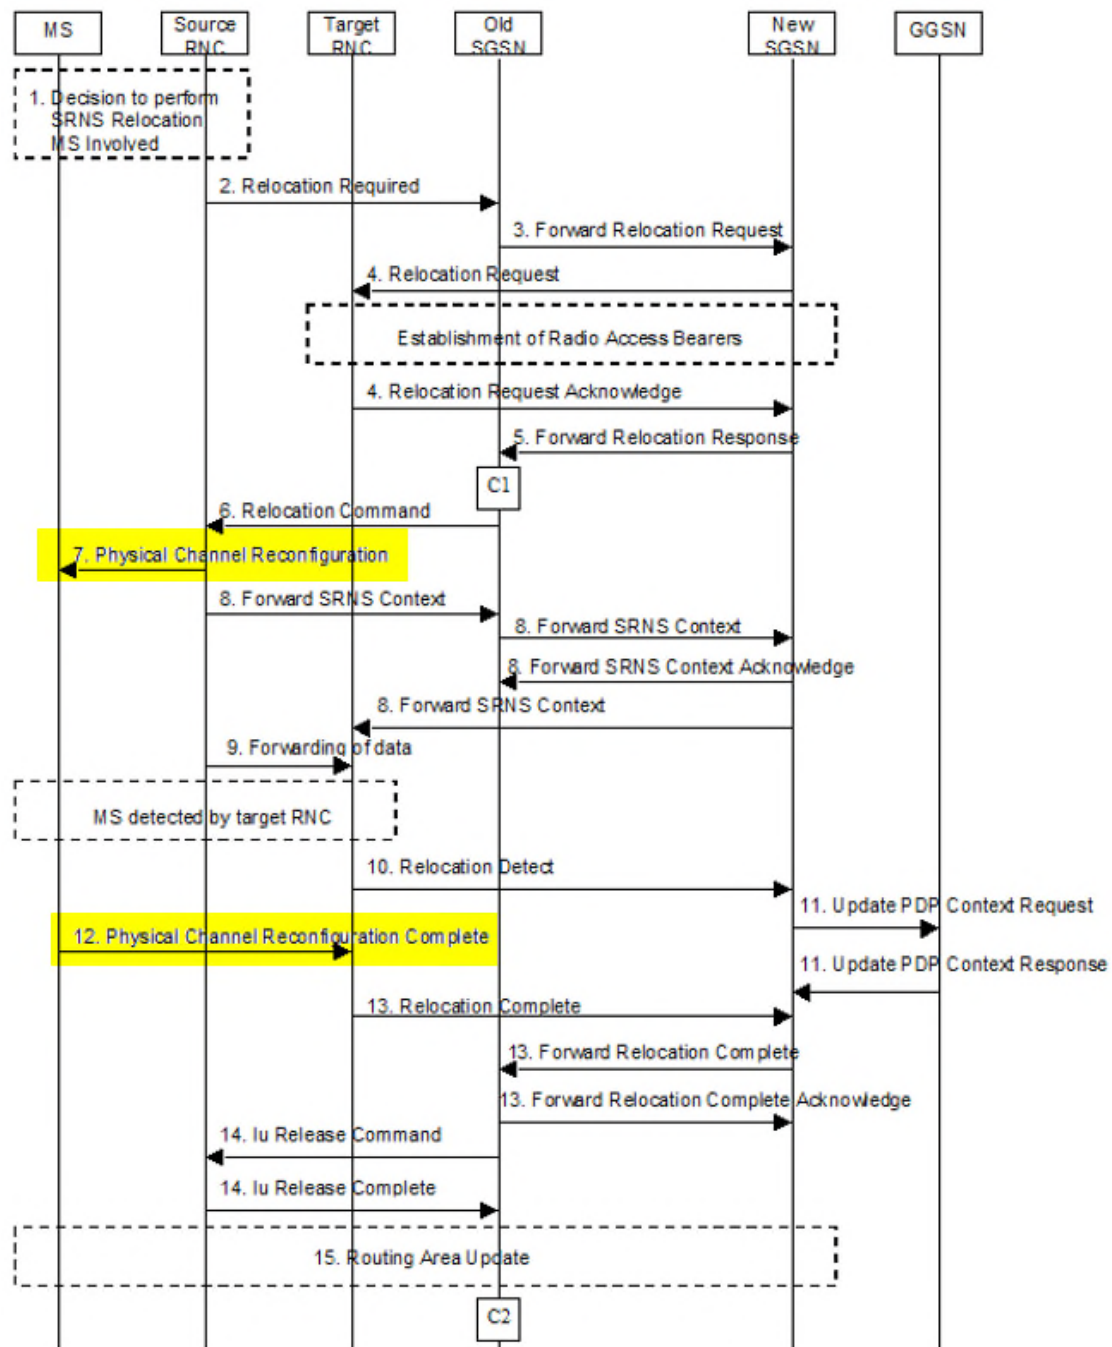 MS
Source
RNC
Target
RNC
Old
SGSN
New
SGSN
GGSN
1. Decision to perform
SRNS Relocation
MS Involved
2. Relocation Required
3. Forward Relocation Request
4. Relocation Request
Establishment of Radio Access Bearers
4. Relocation Request Acknowledge
5. Forward Relocation Response
C1
6. Relocation Command
7. Physical Channel Reconfiguration
8. Forward SRNS Context
8. Forward SRNS Context
8. Forward SRNS Context Acknowledge
8. Forward SRNS Context
9. Forwarding of data
MS detected by target RNC
10. Relocation Detect
11. Update PDP Context Request
12. Physical Channel Reconfiguration Complete
11. Update PDP Context Response
13. Relocation Complete
13. Forward Relocation Complete
13. Forward Relocation Complete Acknowledge
14. Iu Release Command
14. Iu Release Complete
15. Routing Area Update
C2